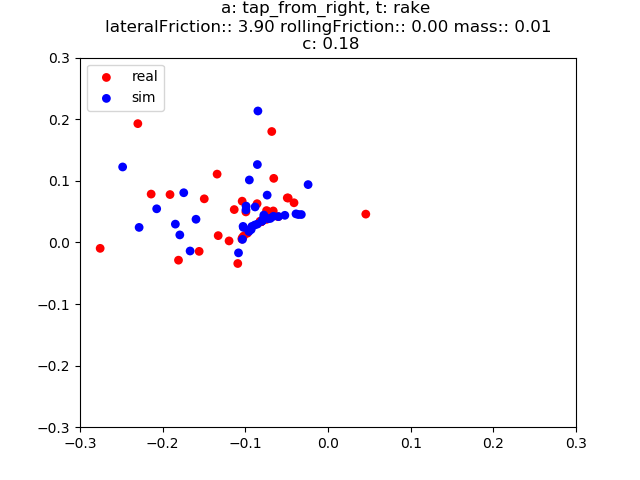 a: tap_from_right, t: rake
lateralFriction:: 3.90 rollingFriction:: 0.00 mass:: 0.01
c: 0.18
real
sim
0.3
0.2
0.1
0.0
−0.1
−0.2
−0.3
−0.3 −0.2 −0.1 0.0 0.1 0.2 0.3